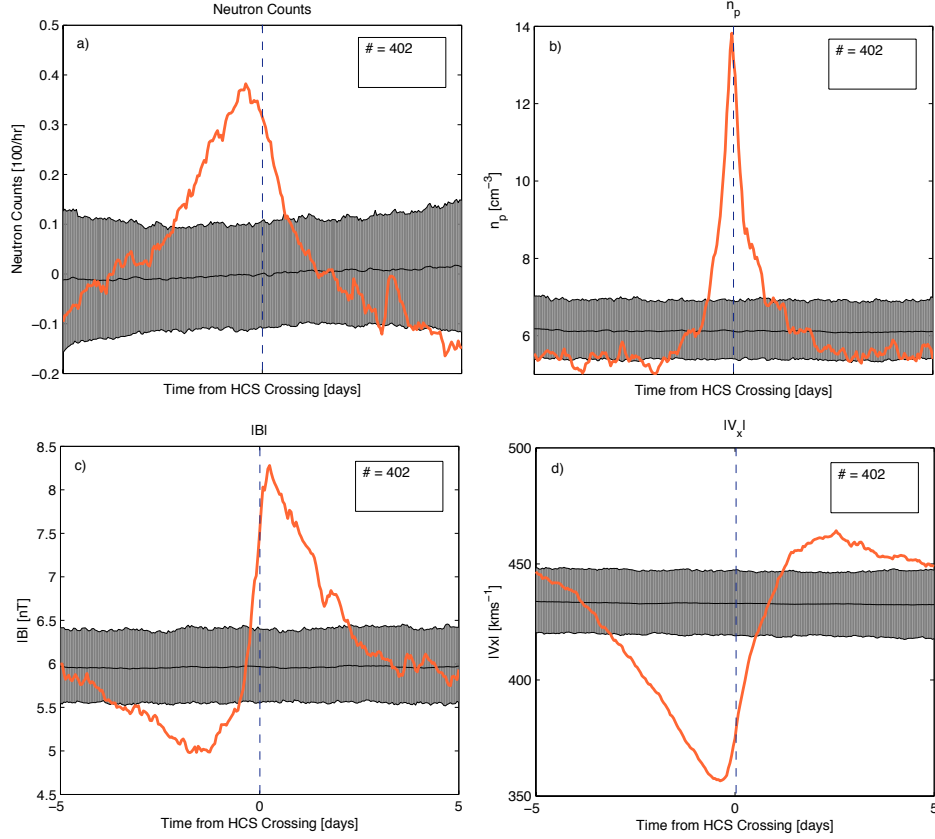 Neutron Counts
a)
# = 402
0.5
0.4
0.3
0.2
0.1
0
−0.1
−0.2
Neutron Counts [100/hr]
Time from HCS Crossing [days]
n_p
b)
# = 402
14
12
10
8
6
n_p [cm⁻³]
Time from HCS Crossing [days]
|B|
c)
# = 402
8.5
8
7.5
7
6.5
6
5.5
5
4.5
|B| [nT]
−5 0 5
Time from HCS Crossing [days]
|V_x|
d)
# = 402
500
450
400
350
|Vx| [kms⁻¹]
−5 0 5
Time from HCS Crossing [days]